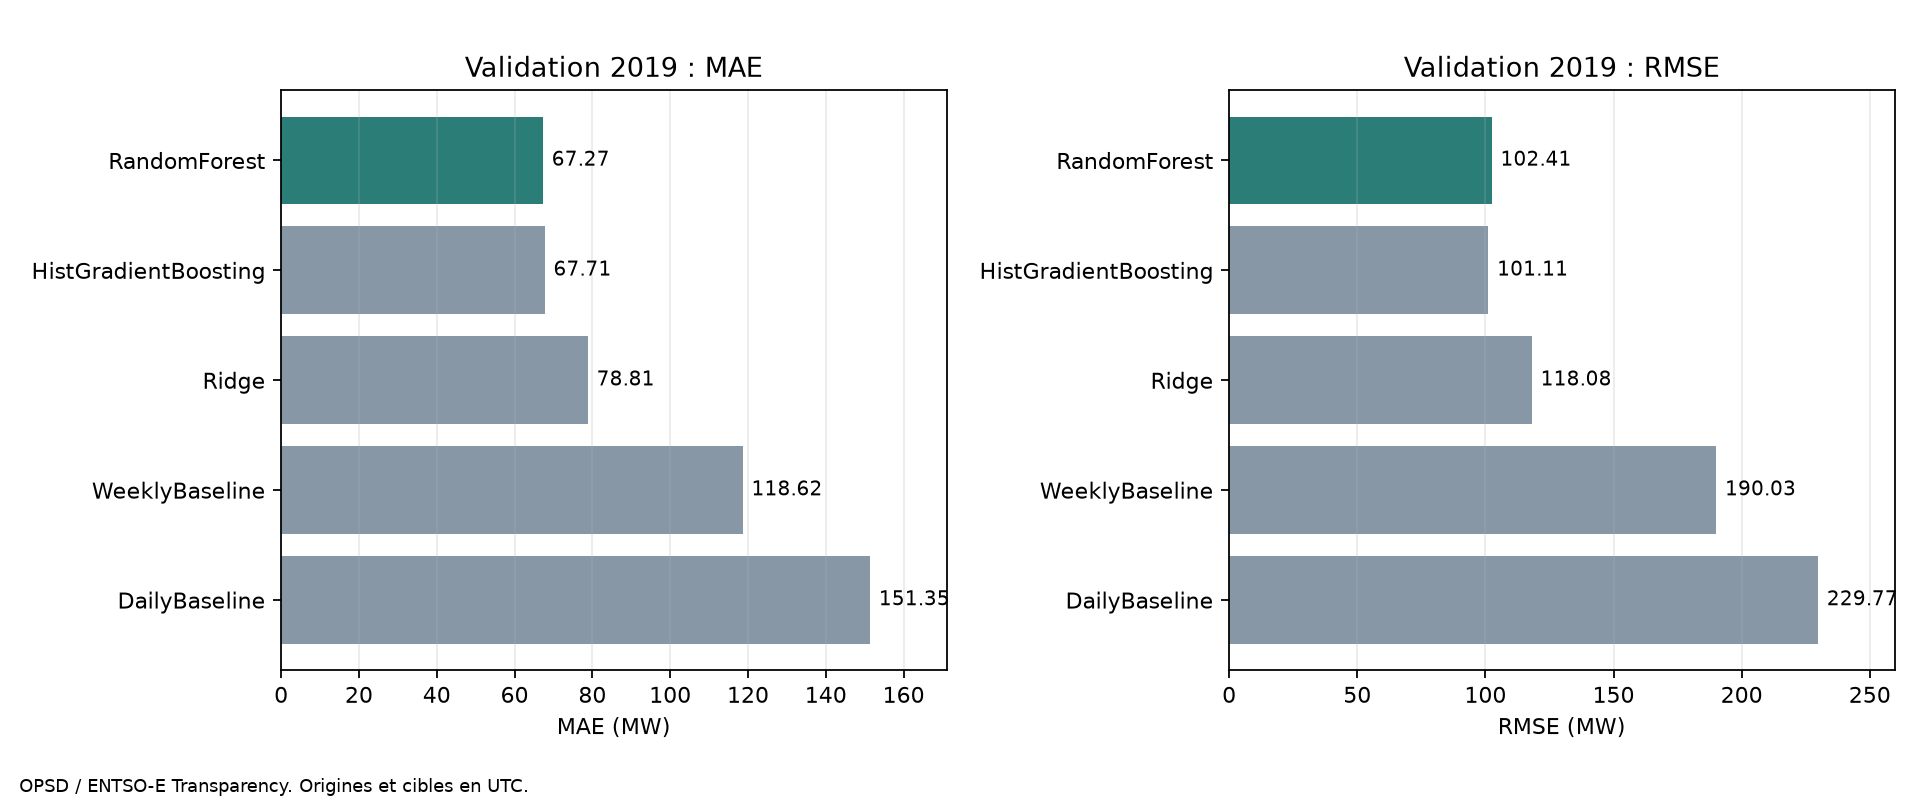 Validation 2019 : MAE
RandomForest
67.27
HistGradientBoosting
67.71
Ridge
78.81
WeeklyBaseline
118.62
DailyBaseline
151.35
0 20 40 60 80 100 120 140 160
MAE (MW)
Validation 2019 : RMSE
RandomForest
102.41
HistGradientBoosting
101.11
Ridge
118.08
WeeklyBaseline
190.03
DailyBaseline
229.77
0 50 100 150 200 250
RMSE (MW)
OPSD / ENTSO-E Transparency. Origines et cibles en UTC.